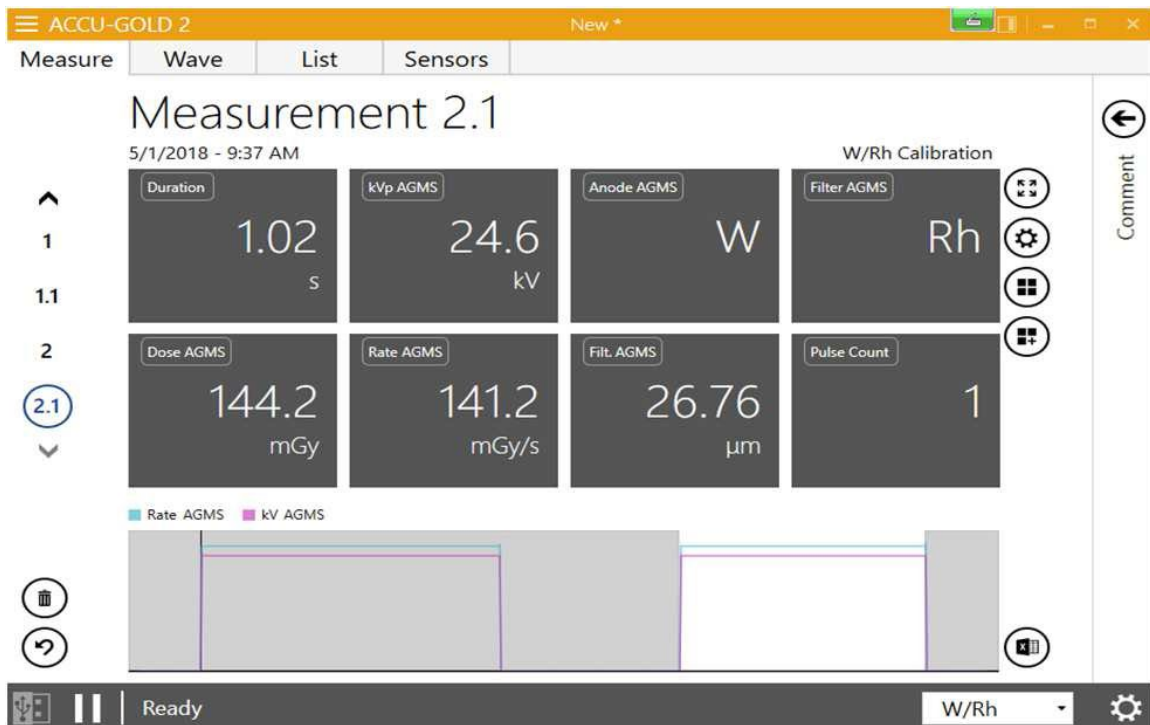 ACCU-GOLD 2
New *
Measure Wave List Sensors
Measurement 2.1
5/1/2018 - 9:37 AM
W/Rh Calibration
Comment
1
1.1
2
2.1
Duration
1.02
s
kVp AGMS
24.6
kV
Anode AGMS
W
Filter AGMS
Rh
Dose AGMS
144.2
mGy
Rate AGMS
141.2
mGy/s
Filt. AGMS
26.76
µm
Pulse Count
1
Rate AGMS kV AGMS
Ready
W/Rh